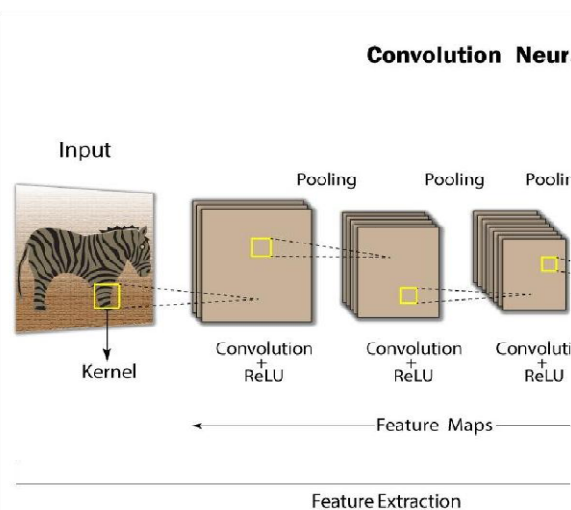 Convolution Neur
Input
Pooling Pooling Poolin
Kernel
Convolution
+
ReLU
Convolution
+
ReLU
Convoluti
+
ReLU
Feature Maps
Feature Extraction